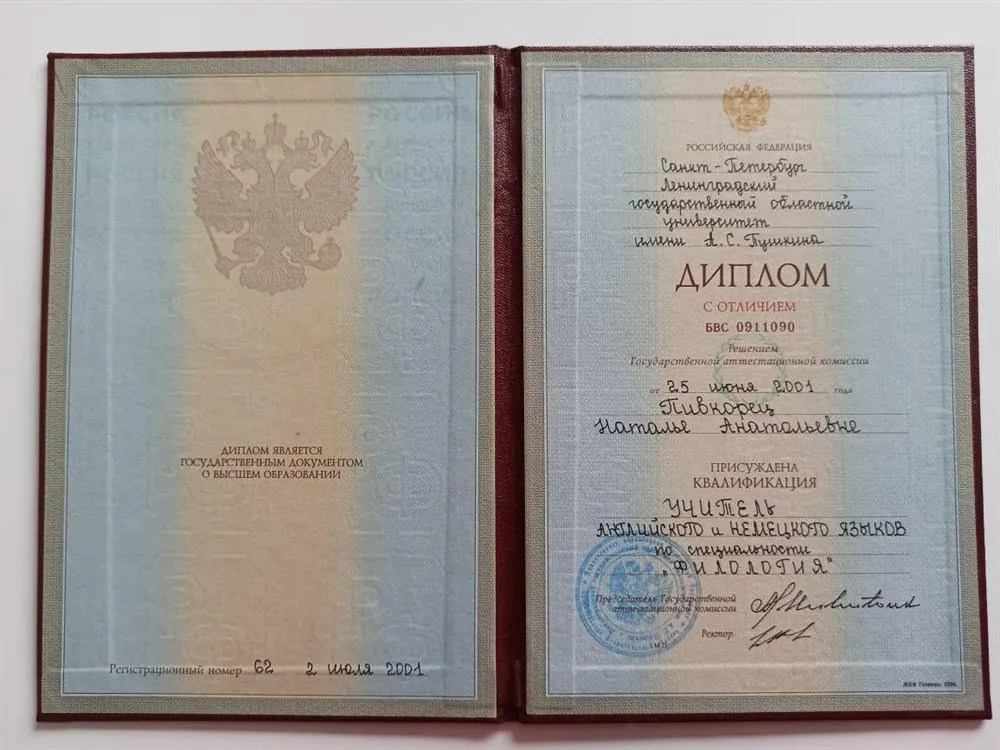 РОССИЯ
РОССИЯ
ДИПЛОМ ЯВЛЯЕТСЯ
ГОСУДАРСТВЕННЫМ ДОКУМЕНТОМ
О ВЫСШЕМ ОБРАЗОВАНИИ
Регистрационный номер 62 2 июля 2001
РОССИЙСКАЯ ФЕДЕРАЦИЯ
Санкт-Петербург
Ленинградский
государственный областной
университет
имени А.С. Пушкина
ДИПЛОМ
С ОТЛИЧИЕМ
БВС 0911090
Решением
Государственной аттестационной комиссии
от 25 июня 2001 года
Пивкорец
Наталье Анатольевне
ПРИСУЖДЕНА
КВАЛИФИКАЦИЯ
УЧИТЕЛЬ
АНГЛИЙСКОГО и НЕМЕЦКОГО ЯЗЫКОВ
по специальности
"ФИЛОЛОГИЯ"
Председатель Государственной
аттестационной комиссии
Ректор
М.П.